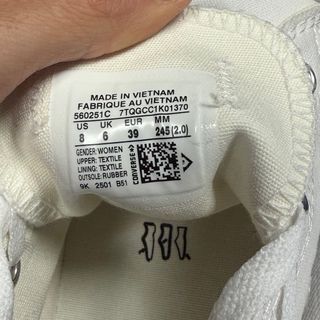 MADE IN VIETNAM
FABRIQUE AU VIETNAM
560251C 7TQGCC1K01370
US UK EUR MM
8 6 39 245(2.0)
GENDER:WOMEN
UPPER: TEXTILE
LINING: TEXTILE
OUTSOLE: RUBBER
9K 2501 B51
CONVERSE